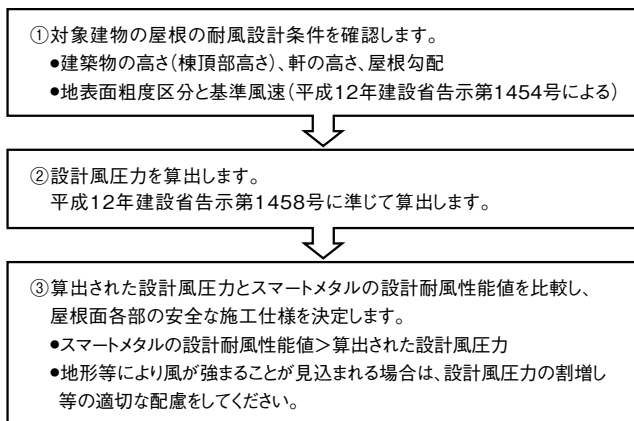 ①対象建物の屋根の耐風設計条件を確認します。
●建築物の高さ(棟頂部高さ)、軒の高さ、屋根勾配
●地表面粗度区分と基準風速(平成12年建設省告示第1454号による)
②設計風圧力を算出します。
平成12年建設省告示第1458号に準じて算出します。
③算出された設計風圧力とスマートメタルの設計耐風性能値を比較し、
屋根面各部の安全な施工仕様を決定します。
●スマートメタルの設計耐風性能値>算出された設計風圧力
●地形等により風が強まることが見込まれる場合は、設計風圧力の割増し
等の適切な配慮をしてください。